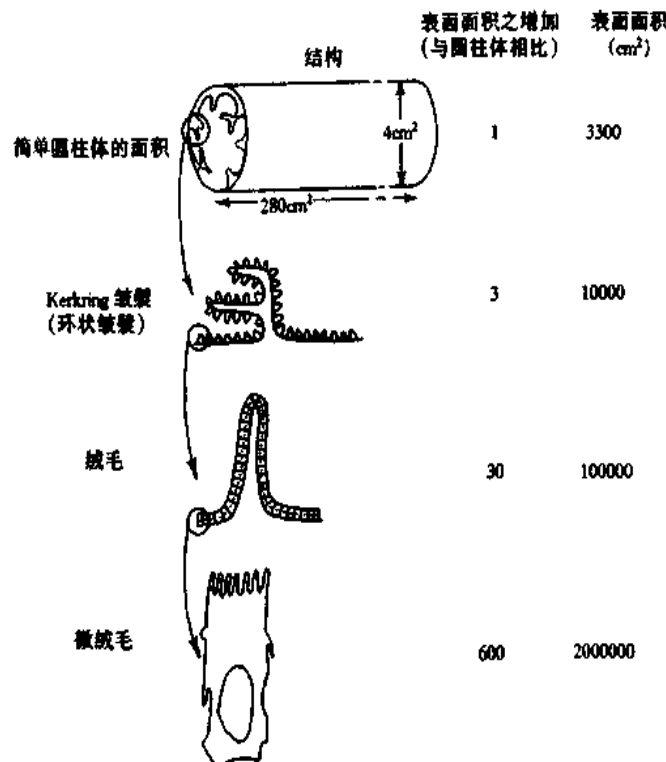 表面面积之增加 表面面积
结构 (与圆柱体相比) (cm²)
4cm²
简单圆柱体的面积 1 3300
280cm²
Kerkring 皱襞 3 10000
(环状皱襞)
绒毛 30 100000
微绒毛 600 2000000